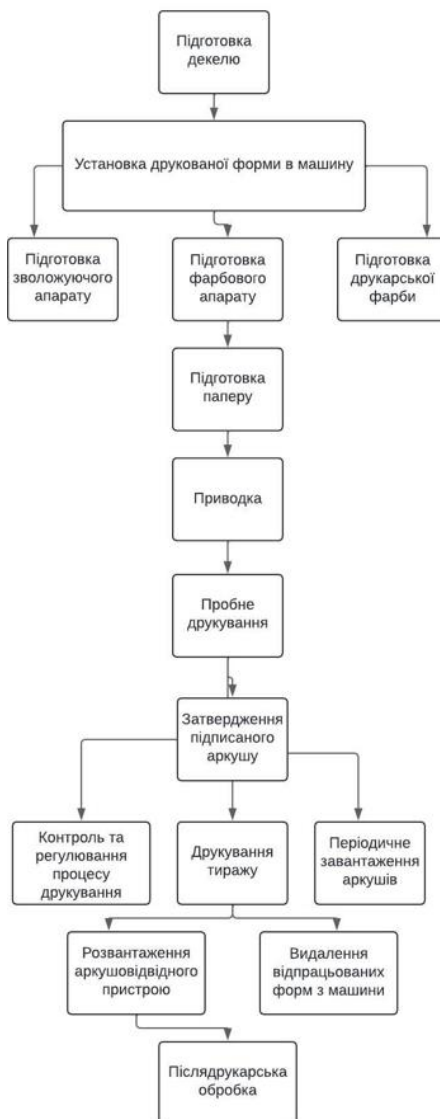 Підготовка
декелю
Установка друкованої форми в машину
Підготовка
зволожуючого
апарату
Підготовка
фарбового
апарату
Підготовка
друкарської
фарби
Підготовка
паперу
Приводка
Пробне
друкування
Затвердження
підписаного
аркушу
Контроль та
регулювання
процесу
друкування
Друкування
тиражу
Періодичне
завантаження
аркушів
Розвантаження
аркушовідвідного
пристрою
Видалення
відпрацьованих
форм з машини
Післядрукарська
обробка